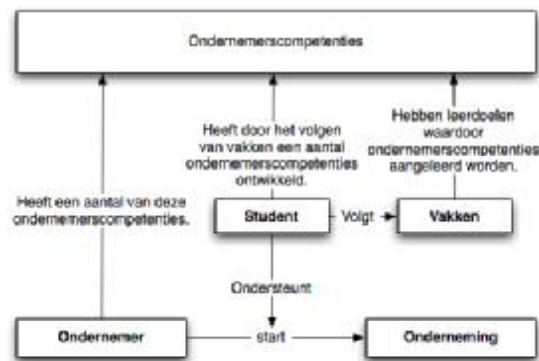 Ondernemerscompetenties
Heeft door het volgen
van vakken een aantal
ondernemerscompetenties
ontwikkeld.
Hebben leerdoelen
waardoor
ondernemerscompetenties
aangeleerd worden.
Heeft een aantal van deze
ondernemerscompetenties.
Student
Volgt
Vakken
Ondersteunt
Ondernemer
start
Onderneming